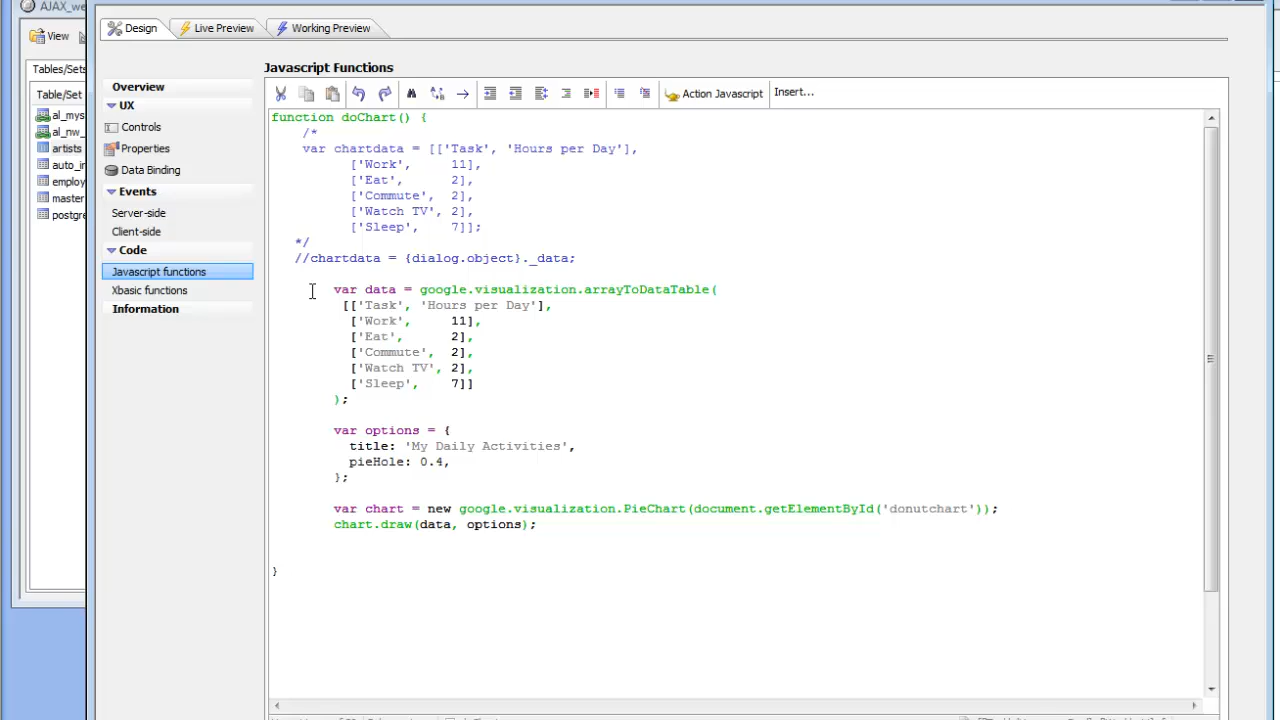 AJAX_we
View
Tables/Sets
Table/Set
al_mys
al_nw_
artists
auto_in
employ
master
postgre
Design
Live Preview
Working Preview
Overview
UX
Controls
Properties
Data Binding
Events
Server-side
Client-side
Code
Javascript functions
Xbasic functions
Information
Javascript Functions
Action Javascript
Insert...
function doChart() {
/*
var chartdata = [['Task', 'Hours per Day'],
['Work', 11],
['Eat', 2],
['Commute', 2],
['Watch TV', 2],
['Sleep', 7]];
*/
//chartdata = {dialog.object}._data;
var data = google.visualization.arrayToDataTable(
[['Task', 'Hours per Day'],
['Work', 11],
['Eat', 2],
['Commute', 2],
['Watch TV', 2],
['Sleep', 7]]
);
var options = {
title: 'My Daily Activities',
pieHole: 0.4,
};
var chart = new google.visualization.PieChart(document.getElementById('donutchart'));
chart.draw(data, options);
}